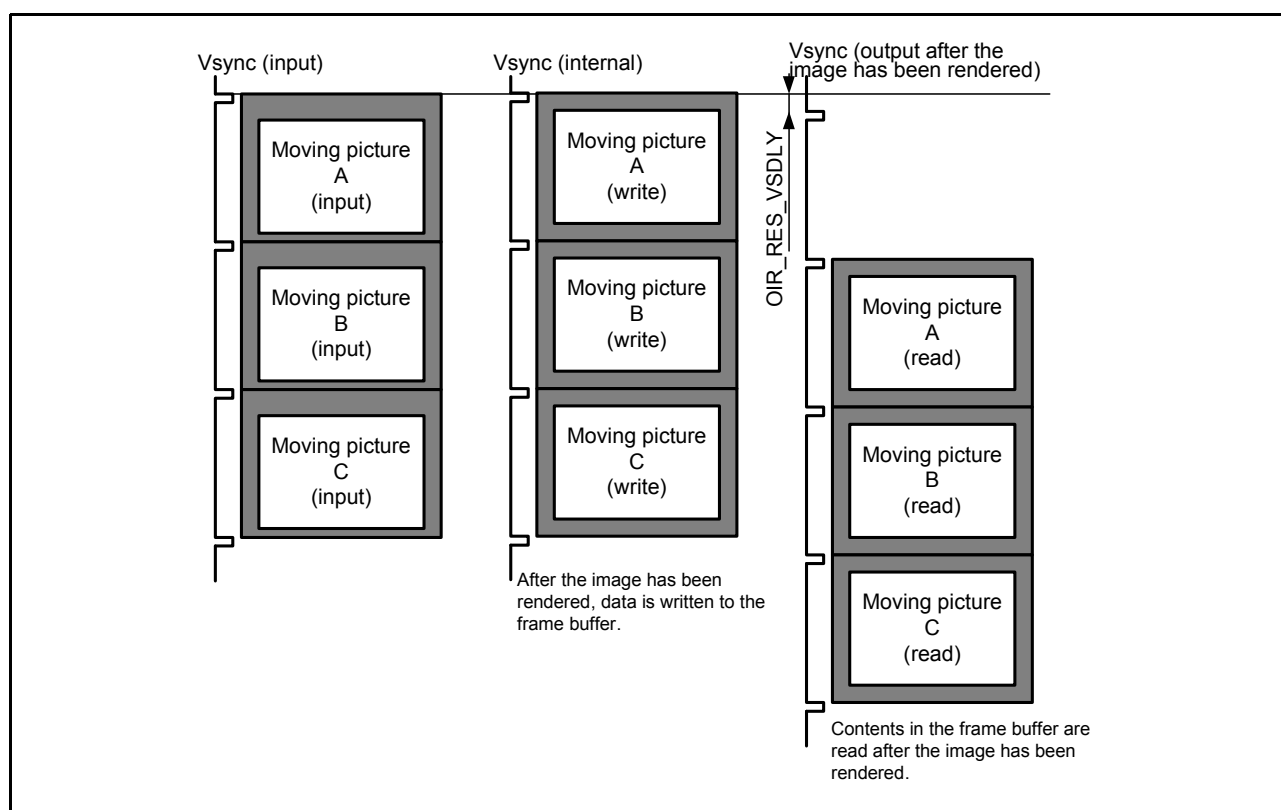 Vsync (input)
Moving picture
A
(input)
Moving picture
B
(input)
Moving picture
C
(input)
Vsync (internal)
Moving picture
A
(write)
Moving picture
B
(write)
Moving picture
C
(write)
After the image has been
rendered, data is written to the
frame buffer.
Vsync (output after the
image has been rendered)
OIR_RES_VSDLY
Moving picture
A
(read)
Moving picture
B
(read)
Moving picture
C
(read)
Contents in the frame buffer are
read after the image has been
rendered.